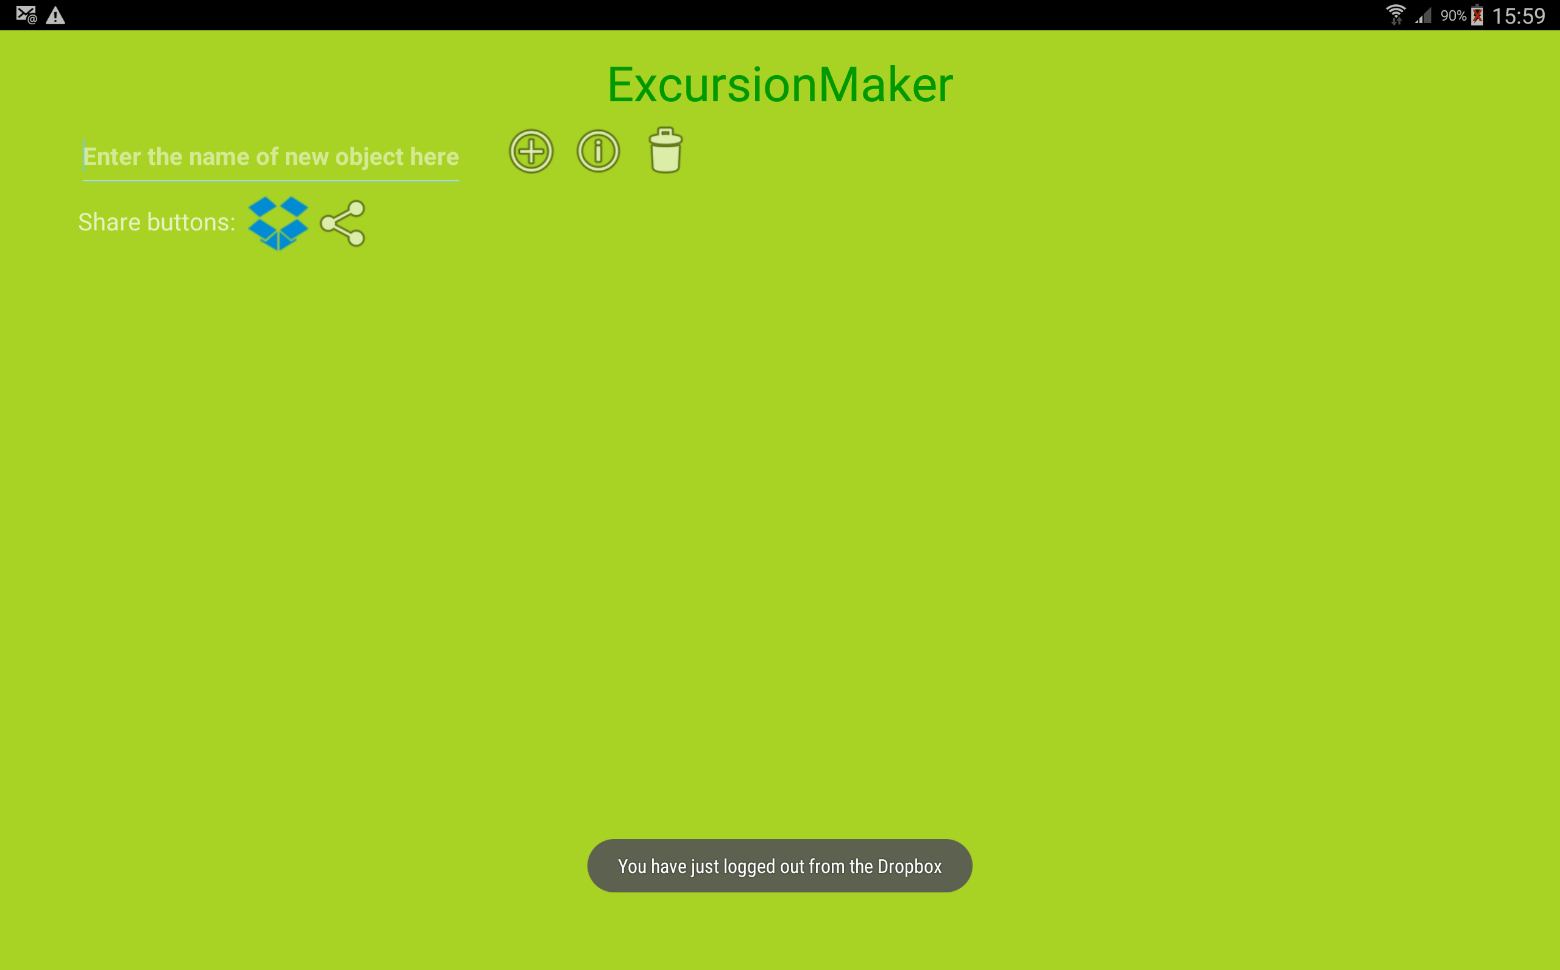 90% 15:59
ExcursionMaker
Enter the name of new object here
Share buttons:
You have just logged out from the Dropbox